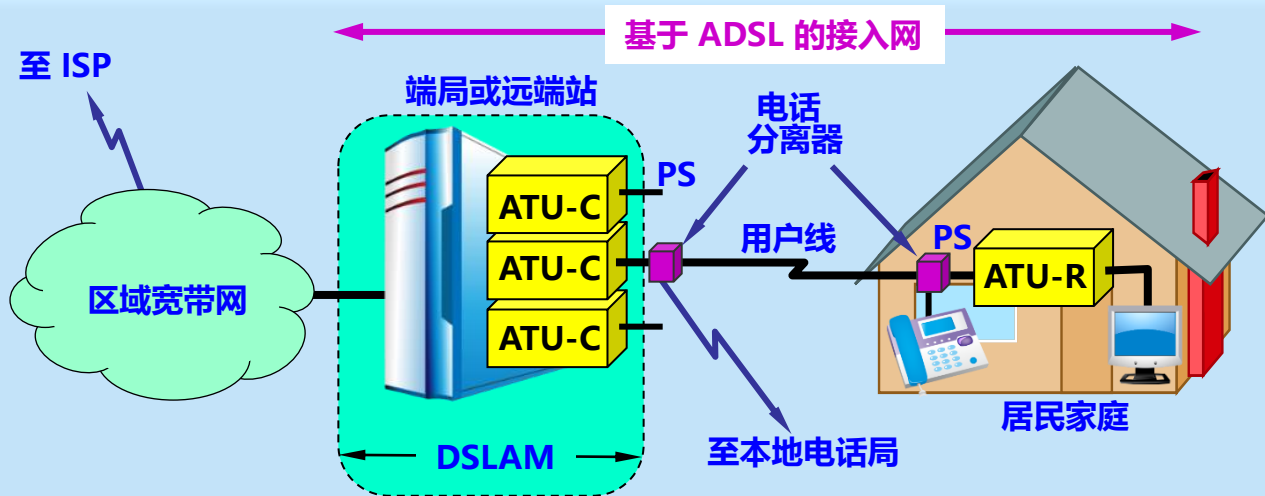 基于 ADSL 的接入网
至 ISP
端局或远端站
电话
分离器
PS
ATU-C
用户线
PS
ATU-C
ATU-R
区域宽带网
ATU-C
居民家庭
DSLAM
至本地电话局